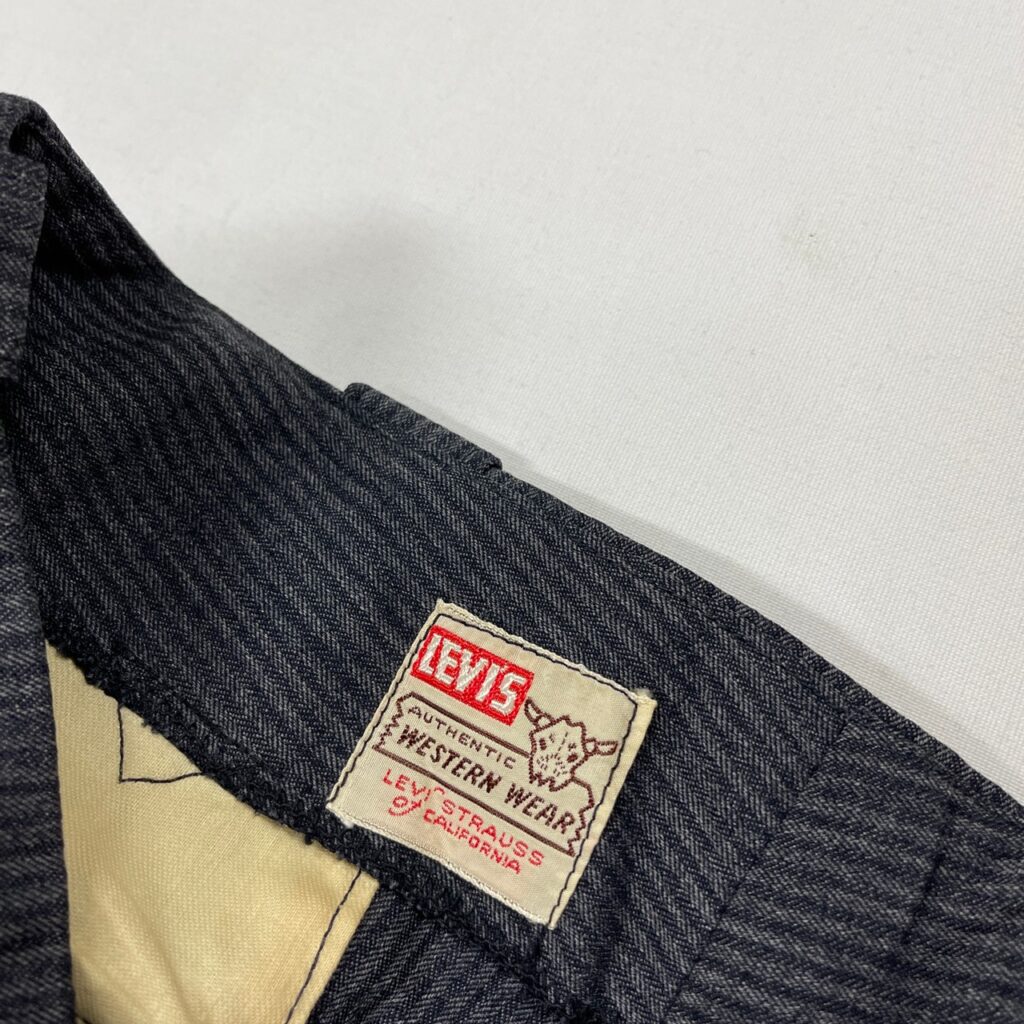 LEVI'S
AUTHENTIC
WESTERN WEAR
LEVI STRAUSS
of CALIFORNIA